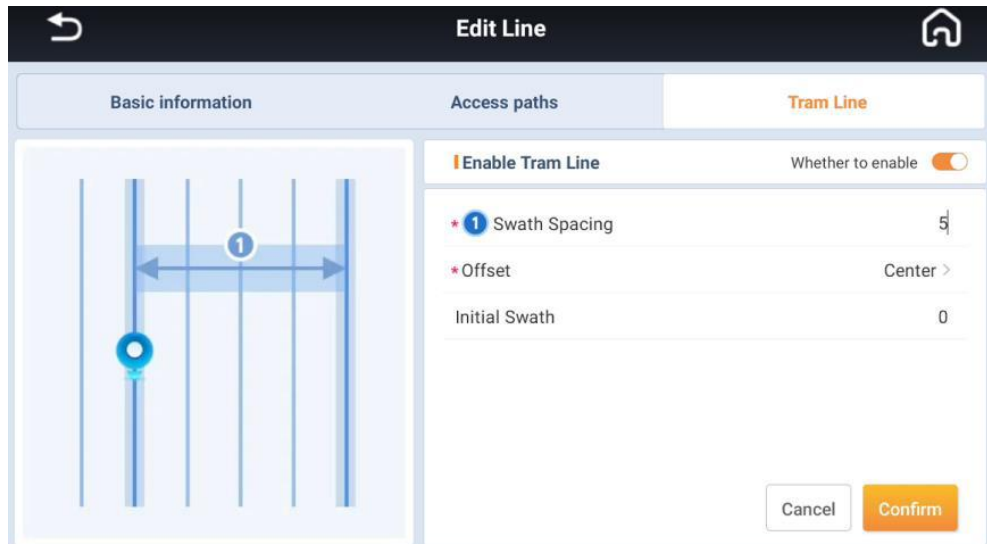 Edit Line
Basic information Access paths Tram Line
Enable Tram Line Whether to enable
1
* 1 Swath Spacing 5
* Offset Center >
Initial Swath 0
Cancel Confirm